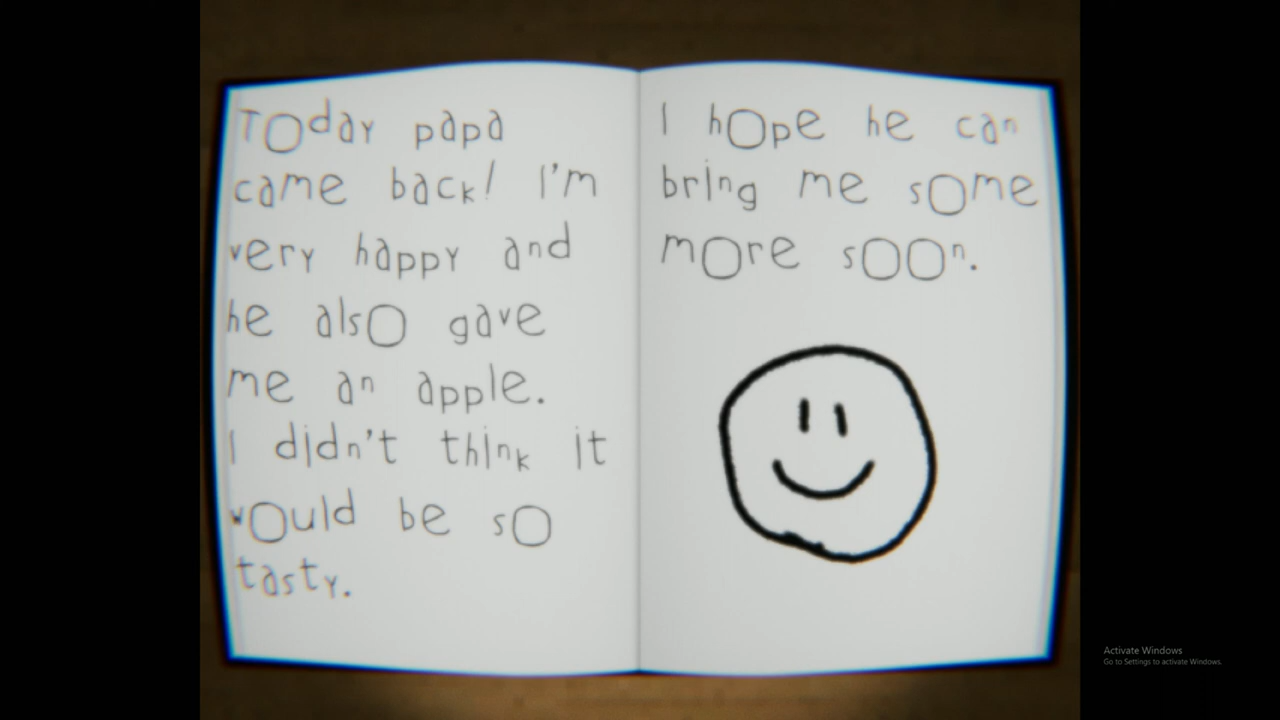 Today papa
came back! I'm
very happy and
he also gave
me an apple.
I didn't think it
would be so
tasty.
I hope he can
bring me some
more soon.
Activate Windows
Go to Settings to activate Windows.